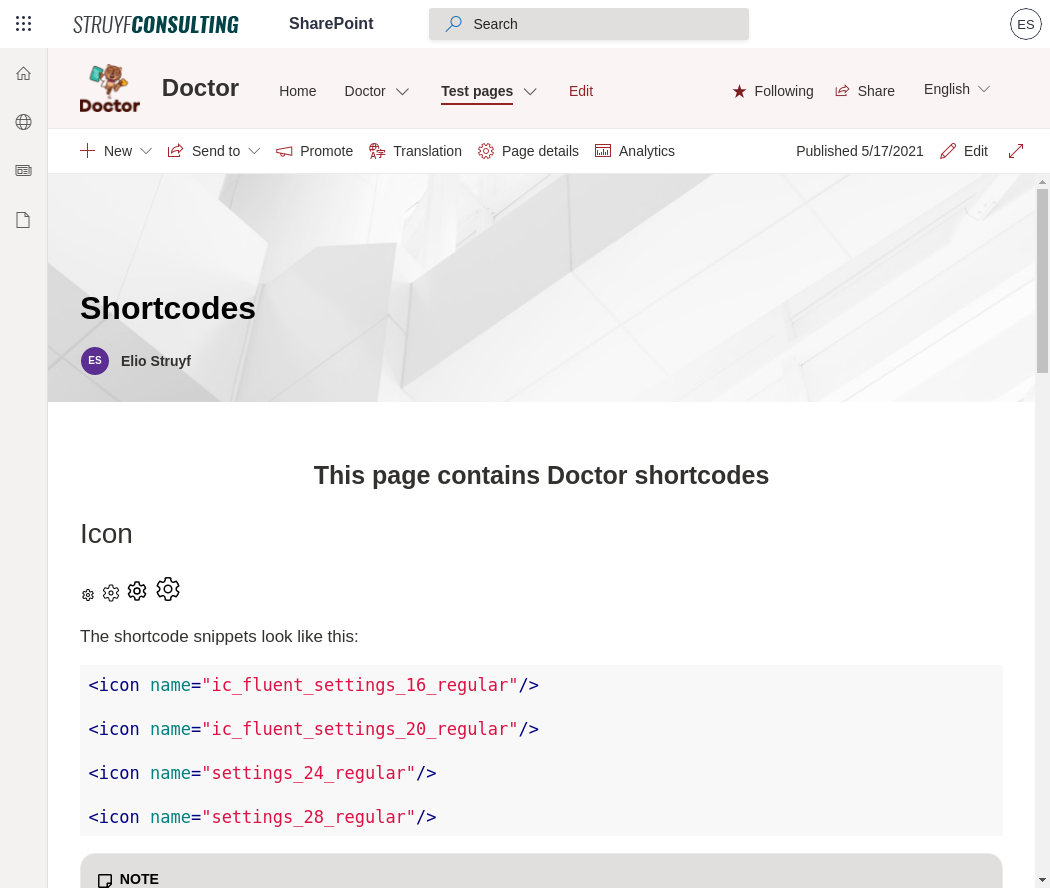 STRUYFCONSULTING SharePoint Search ES
Doctor Doctor Home Doctor Test pages Edit Following Share English
New Send to Promote Translation Page details Analytics Published 5/17/2021 Edit
Shortcodes
ES Elio Struyf
This page contains Doctor shortcodes
Icon
The shortcode snippets look like this:
<icon name="ic_fluent_settings_16_regular"/>
<icon name="ic_fluent_settings_20_regular"/>
<icon name="settings_24_regular"/>
<icon name="settings_28_regular"/>
NOTE